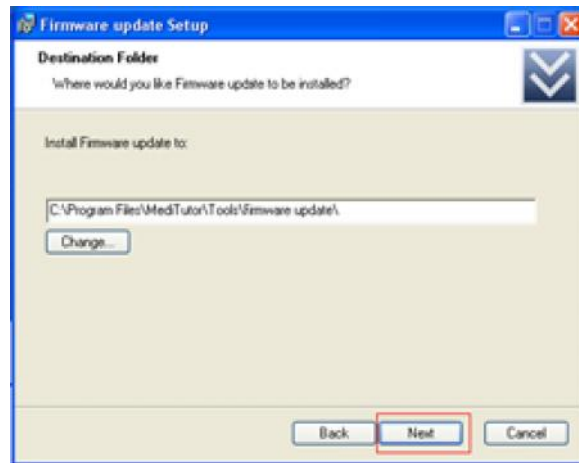 Firmware update Setup
Destination Folder
Where would you like Firmware update to be installed?
Install Firmware update to:
C:\Program Files\MediTutor\Tools\firmware update\
Change...
Back
Next
Cancel